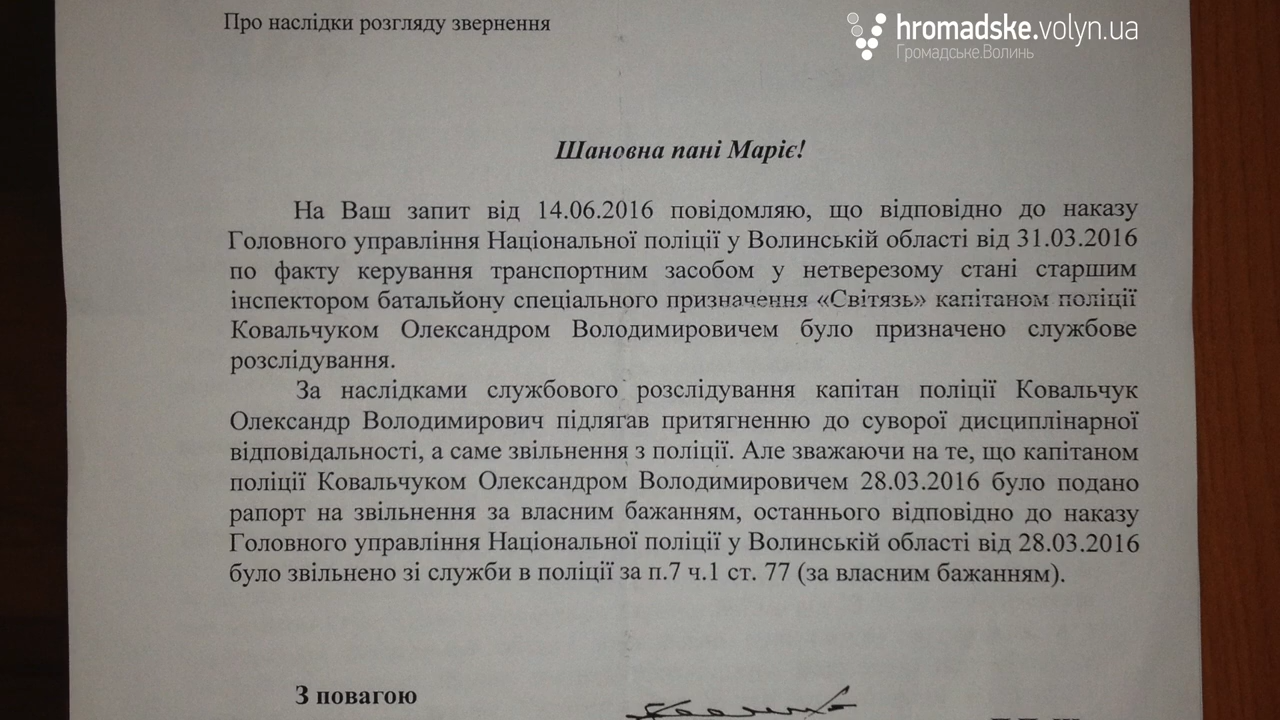 Про наслідки розгляду звернення
hromadske.volyn.ua
Громадське.Волинь
Шановна пані Маріє!
На Ваш запит від 14.06.2016 повідомляю, що відповідно до наказу
Головного управління Національної поліції у Волинській області від 31.03.2016
по факту керування транспортним засобом у нетверезому стані старшим
інспектором батальйону спеціального призначення «Світязь» капітаном поліції
Ковальчуком Олександром Володимировичем було призначено службове
розслідування.
За наслідками службового розслідування капітан поліції Ковальчук
Олександр Володимирович підлягав притягненню до суворої дисциплінарної
відповідальності, а саме звільнення з поліції. Але зважаючи на те, що капітаном
поліції Ковальчуком Олександром Володимировичем 28.03.2016 було подано
рапорт на звільнення за власним бажанням, останнього відповідно до наказу
Головного управління Національної поліції у Волинській області від 28.03.2016
було звільнено зі служби в поліції за п.7 ч.1 ст. 77 (за власним бажанням).
З повагою